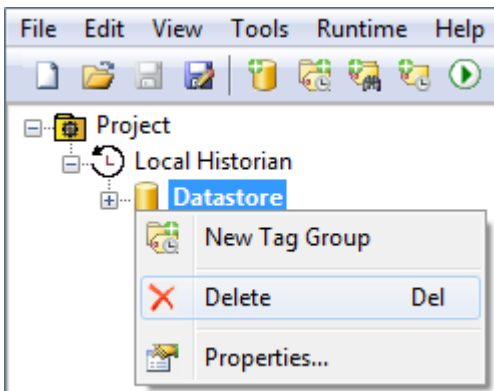 File Edit View Tools Runtime Help
Project
Local Historian
Datastore
New Tag Group
Delete Del
Properties...